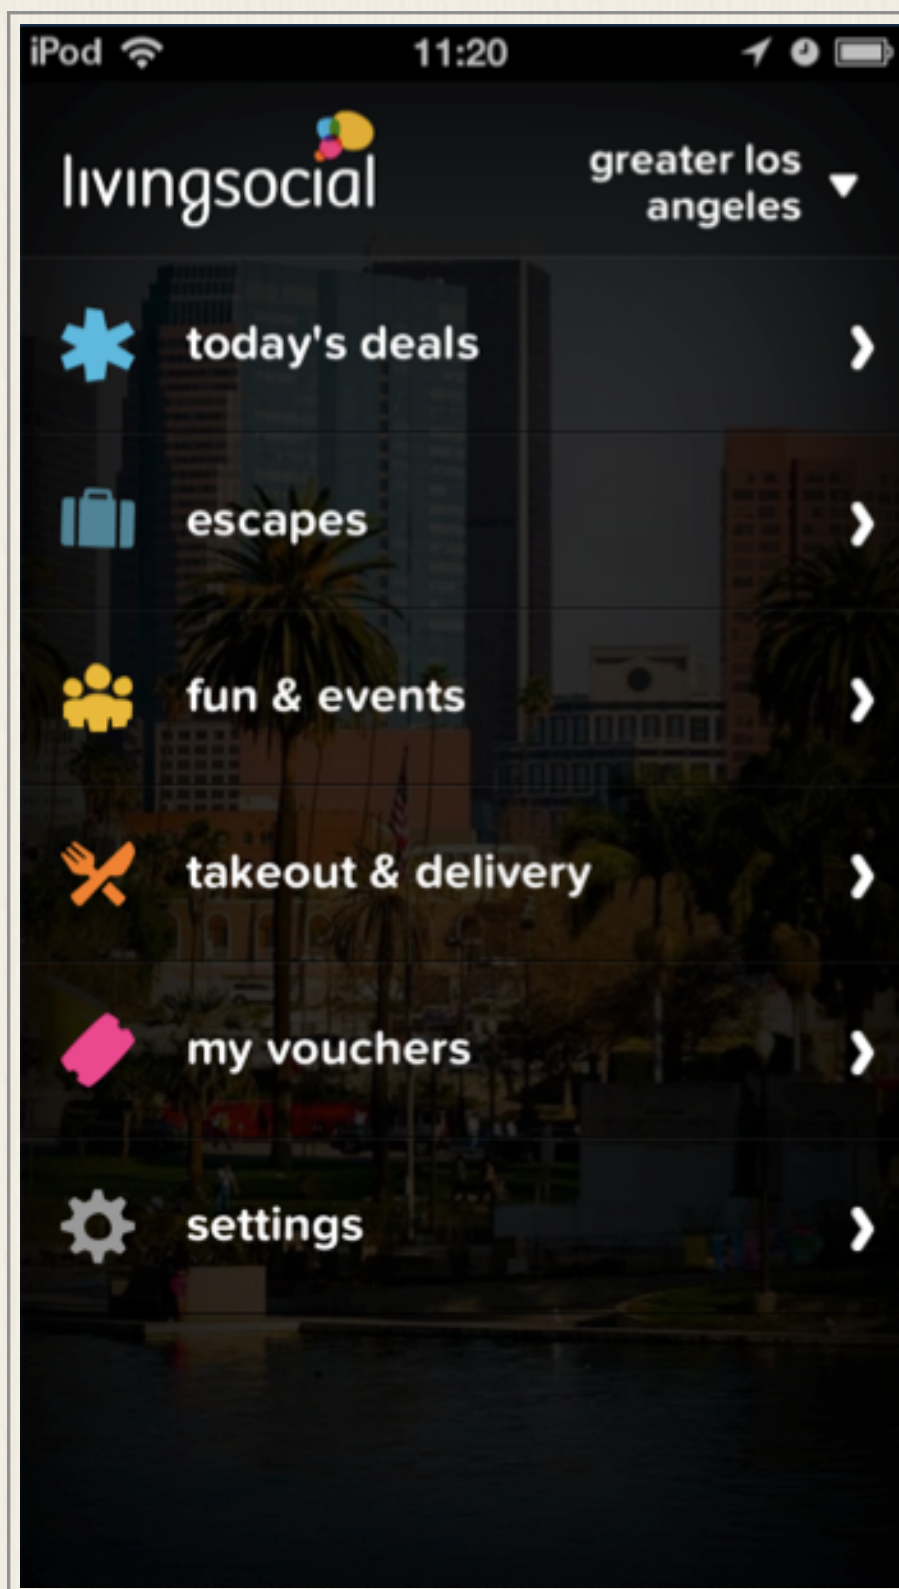 iPod 11:20
livingsocial
greater los
angeles
today's deals
escapes
fun & events
takeout & delivery
my vouchers
settings